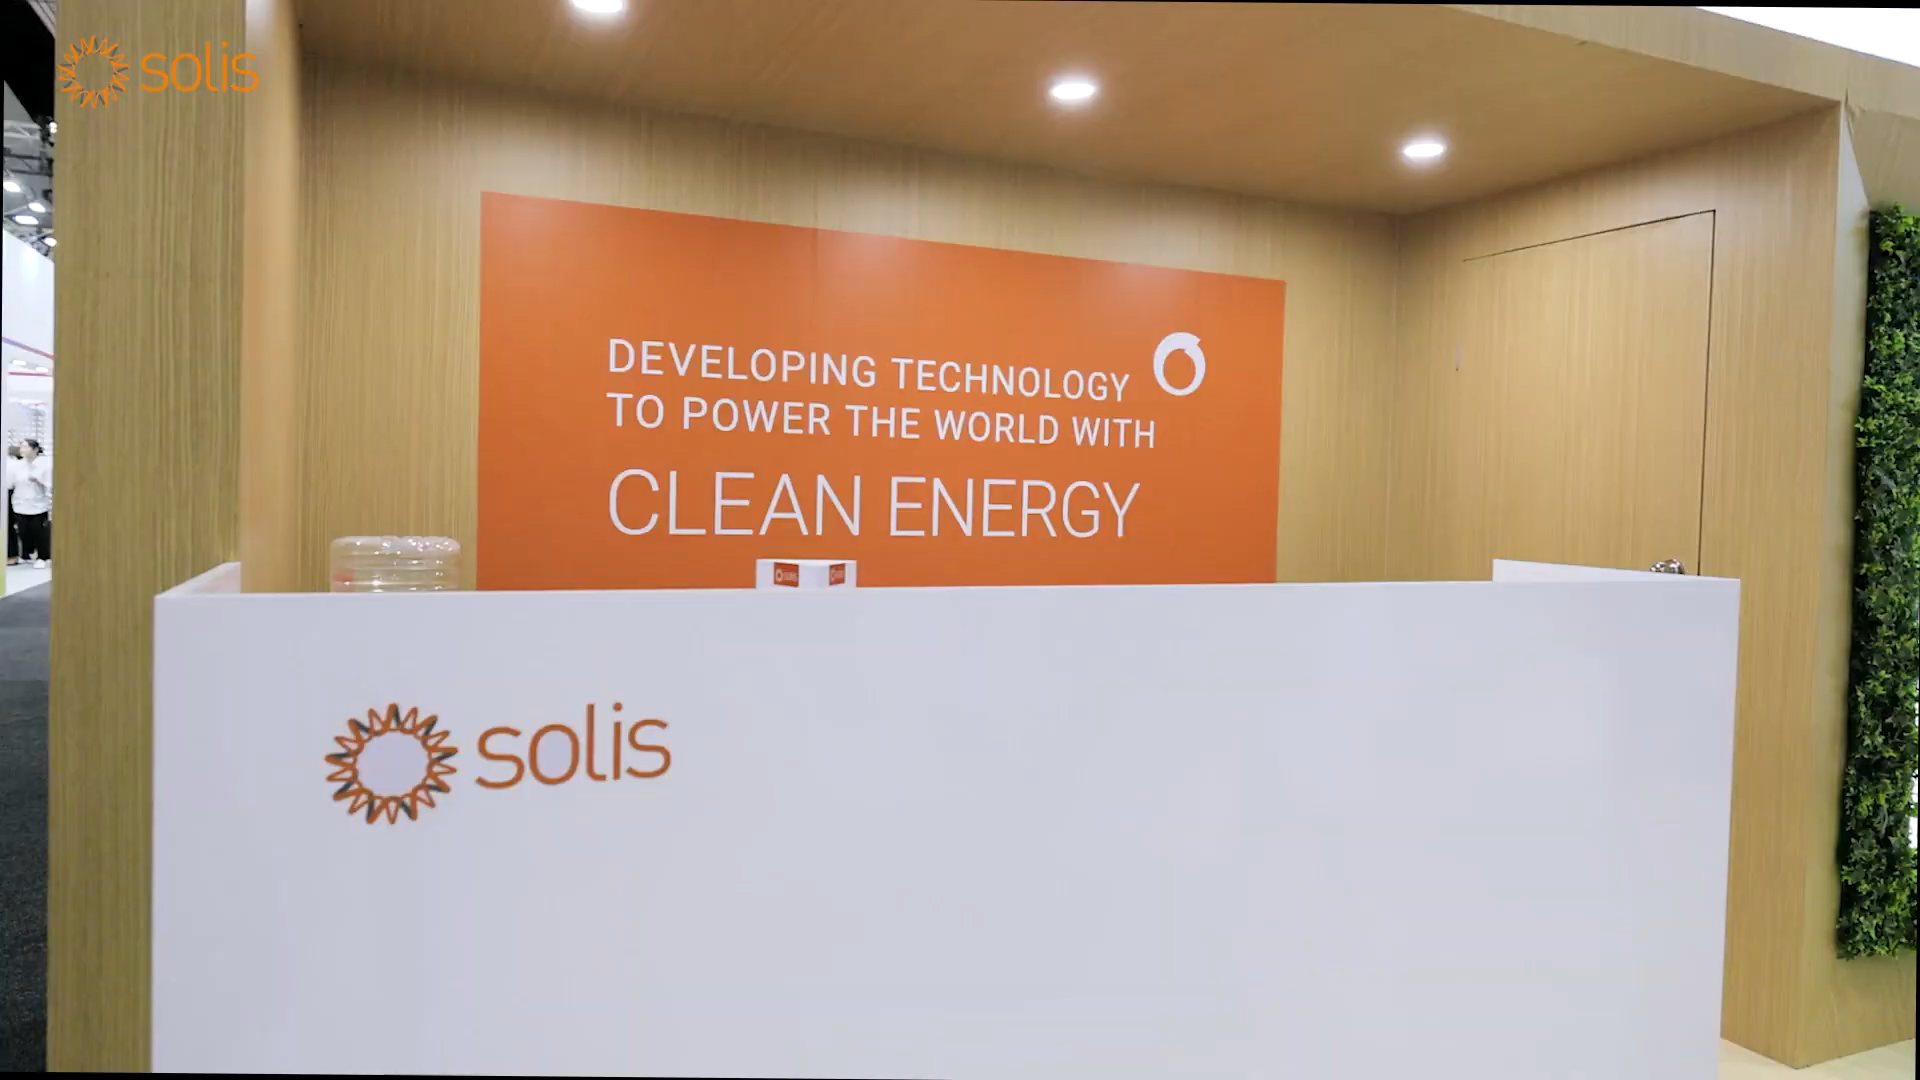 solis
DEVELOPING TECHNOLOGY
TO POWER THE WORLD WITH
CLEAN ENERGY
solis